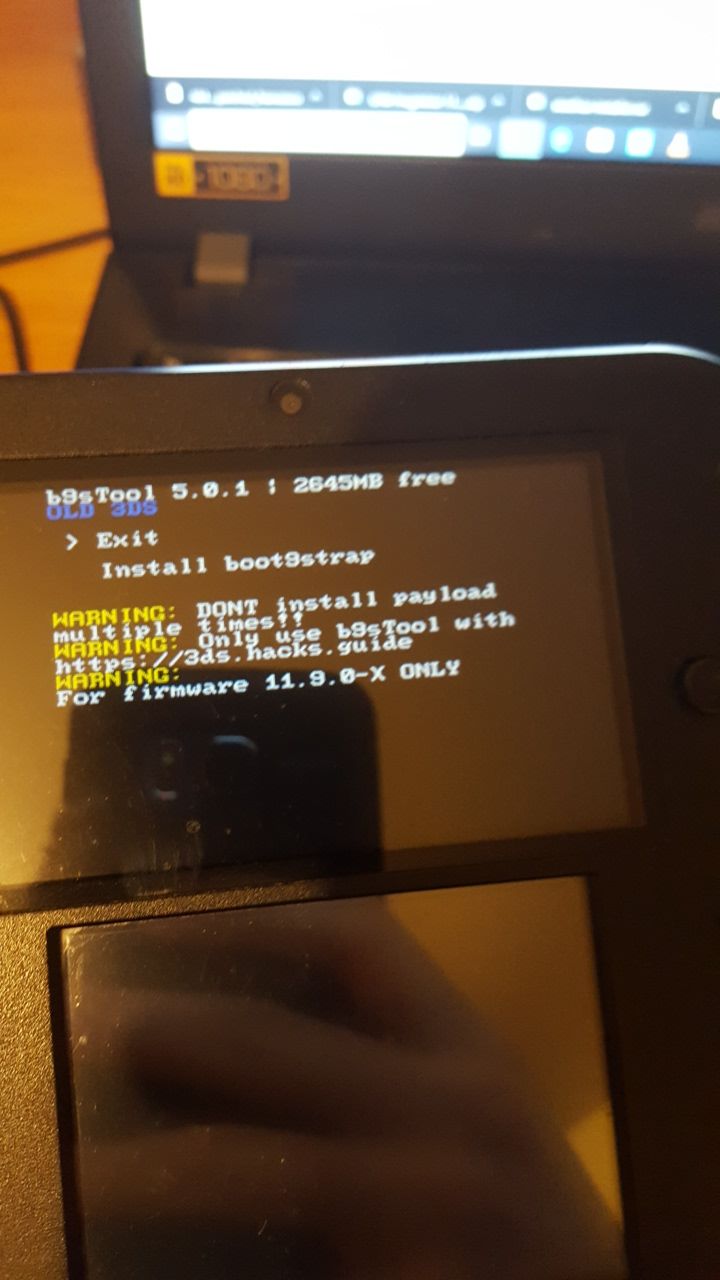 b9sTool 5.0.1 | 2645MB free
OLD 3DS
> Exit
Install boot9strap
WARNING: DONT install payload
multiple times!!
WARNING: Only use b9sTool with
https://3ds.hacks.guide
WARNING:
For firmware 11.9.0-X ONLY